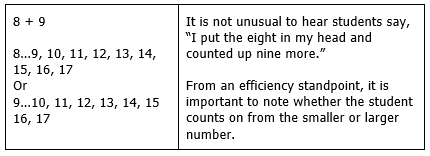 8 + 9
8...9, 10, 11, 12, 13, 14,
15, 16, 17
Or
9...10, 11, 12, 13, 14, 15
16, 17
It is not unusual to hear students say,
“I put the eight in my head and
counted up nine more.”
From an efficiency standpoint, it is
important to note whether the student
counts on from the smaller or larger
number.